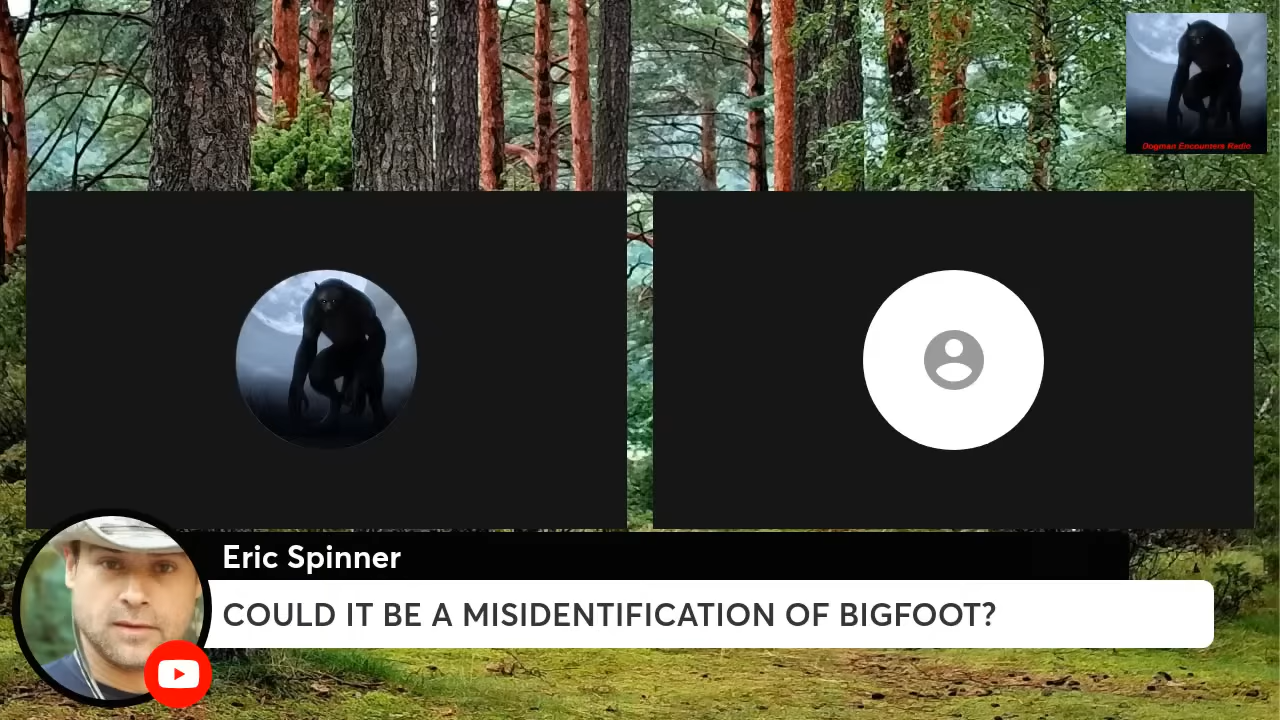 Dogman Encounters Radio
Eric Spinner
COULD IT BE A MISIDENTIFICATION OF BIGFOOT?